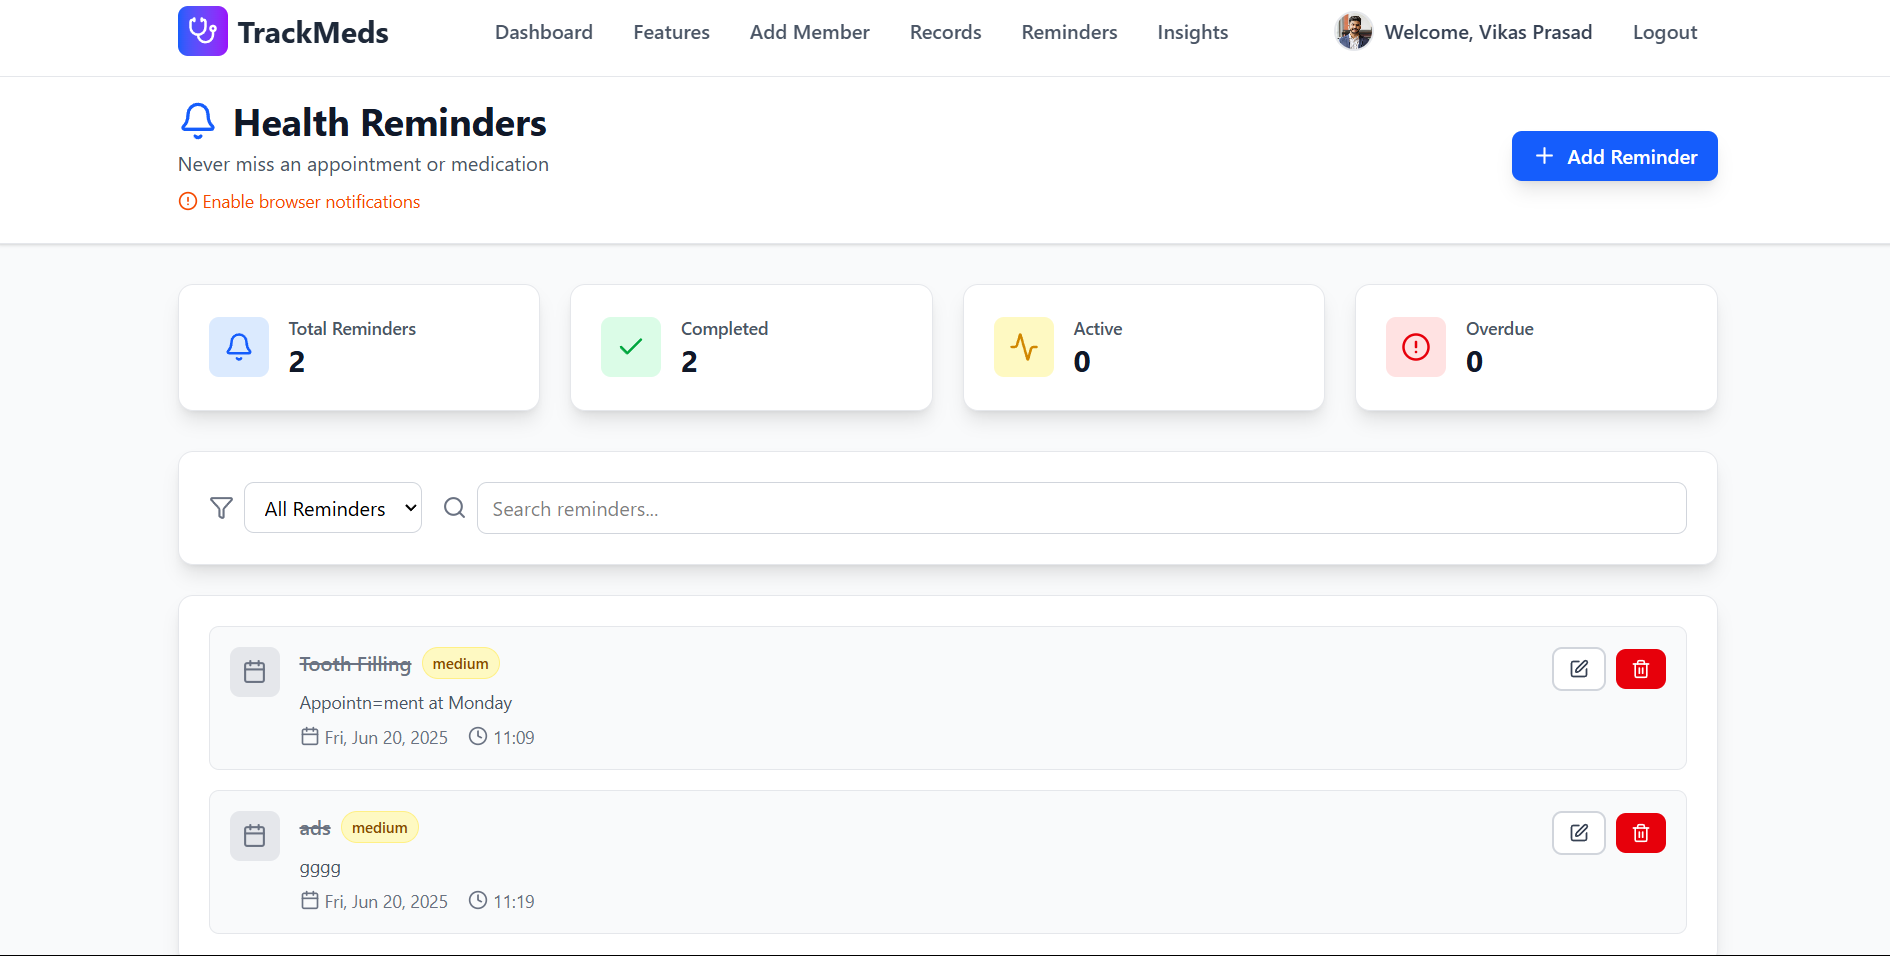 TrackMeds Dashboard Features Add Member Records Reminders Insights Welcome, Vikas Prasad Logout
Health Reminders
Never miss an appointment or medication
Enable browser notifications
+ Add Reminder
Total Reminders
2
Completed
2
Active
0
Overdue
0
All Reminders
Search reminders...
Tooth Filling medium
Appointn=ment at Monday
Fri, Jun 20, 2025 11:09
ads medium
gggg
Fri, Jun 20, 2025 11:19